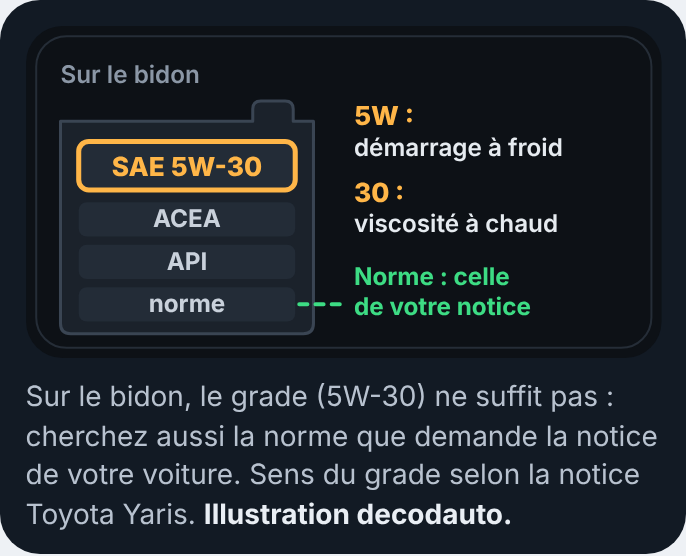 Sur le bidon
SAE 5W-30
ACEA
API
norme
5W :
démarrage à froid
30 :
viscosité à chaud
Norme : celle
de votre notice
Sur le bidon, le grade (5W-30) ne suffit pas :
cherchez aussi la norme que demande la notice
de votre voiture. Sens du grade selon la notice
Toyota Yaris. Illustration decodauto.